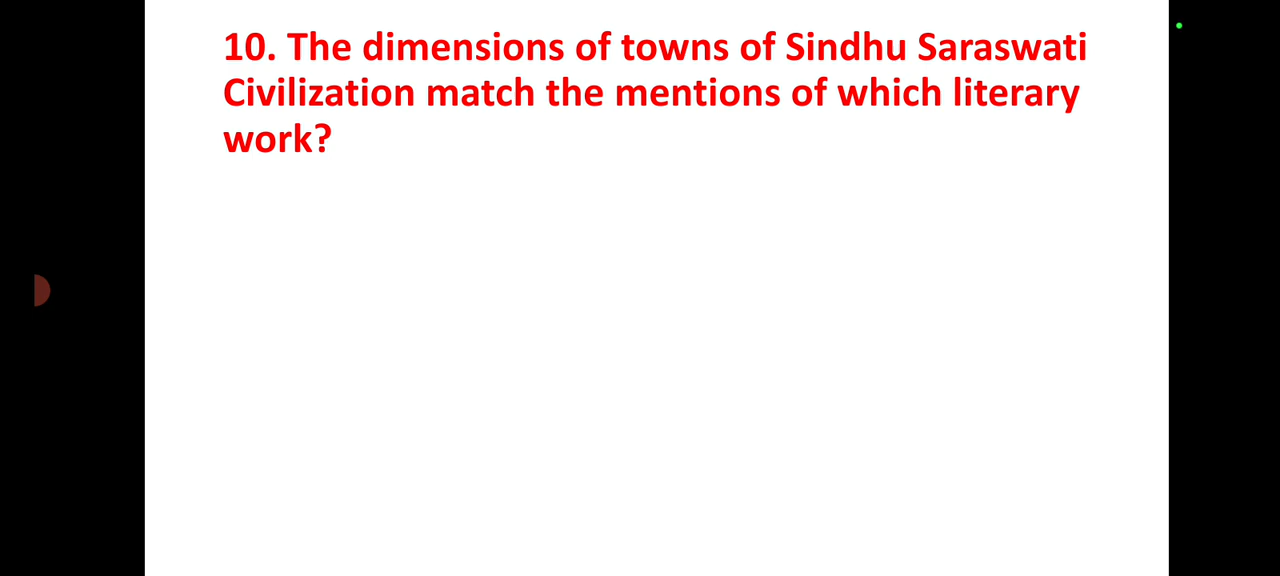 10. The dimensions of towns of Sindhu Saraswati
Civilization match the mentions of which literary
work?